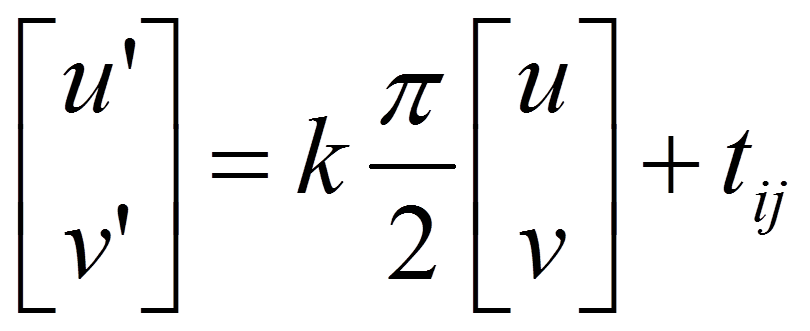 [u' v'] = k π/2 [u v] + t_ij